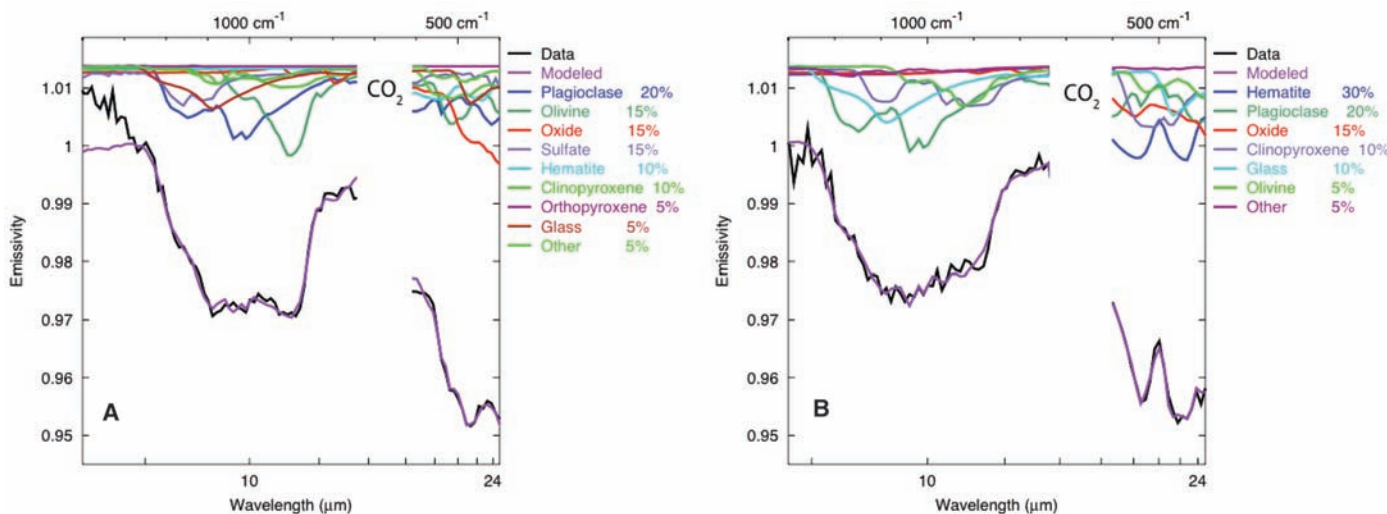 1000 cm⁻¹ 500 cm⁻¹
1.01
1
0.99
0.98
0.97
0.96
0.95
Emissivity
CO₂
A
10 24
Wavelength (μm)
Data
Modeled
Plagioclase 20%
Olivine 15%
Oxide 15%
Sulfate 15%
Hematite 10%
Clinopyroxene 10%
Orthopyroxene 5%
Glass 5%
Other 5%
1000 cm⁻¹ 500 cm⁻¹
1.01
1
0.99
0.98
0.97
0.96
0.95
Emissivity
CO₂
B
10 24
Wavelength (μm)
Data
Modeled
Hematite 30%
Plagioclase 20%
Oxide 15%
Clinopyroxene 10%
Glass 10%
Olivine 5%
Other 5%